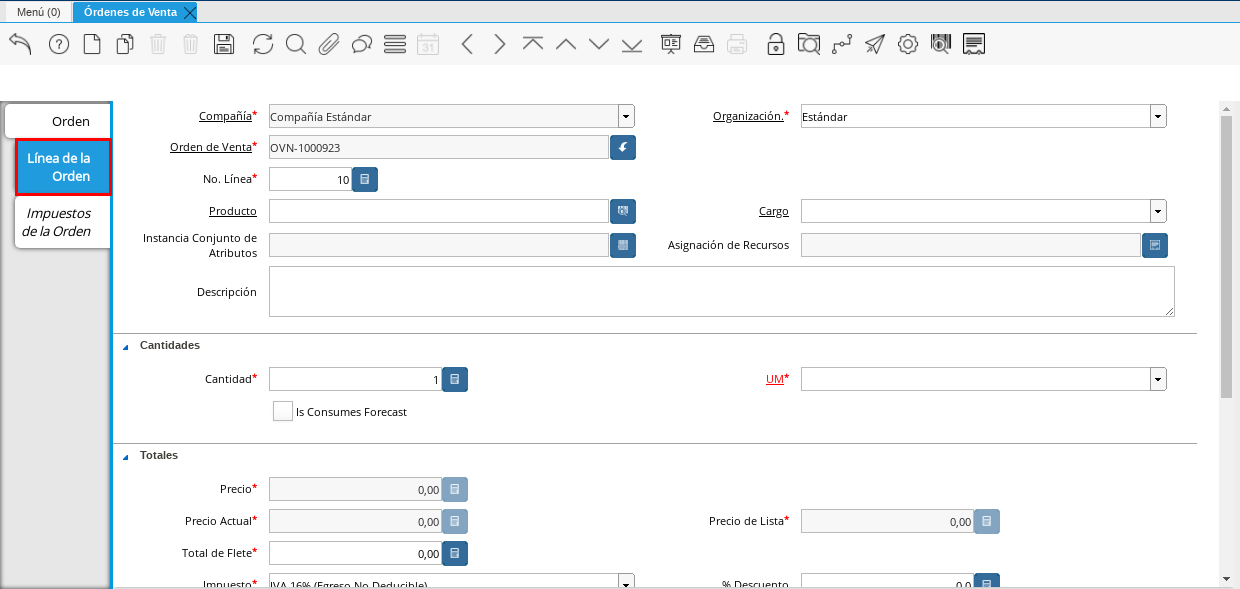 Menú (0)
Órdenes de Venta
31
Orden
Línea de la
Orden
Impuestos
de la Orden
Compañía* Compañía Estándar
Organización.* Estándar
Orden de Venta* OVN-1000923
No. Línea* 10
Producto
Cargo
Instancia Conjunto de
Atributos
Asignación de Recursos
Descripción
Cantidades
Cantidad* 1
UM*
Is Consumes Forecast
Totales
Precio* 0,00
Precio Actual* 0,00
Precio de Lista* 0,00
Total de Flete* 0,00
Impuesto* IVA 16% (Egreso No Deducible)
% Descuento 0,0